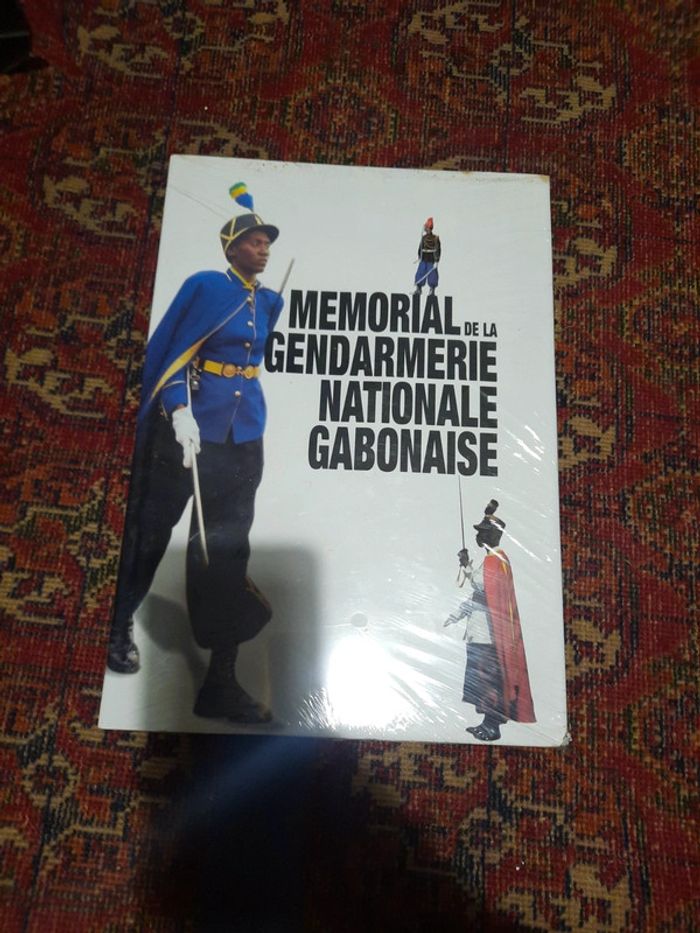 MEMORIAL DE LA
GENDARMERIE
NATIONALE
GABONAISE